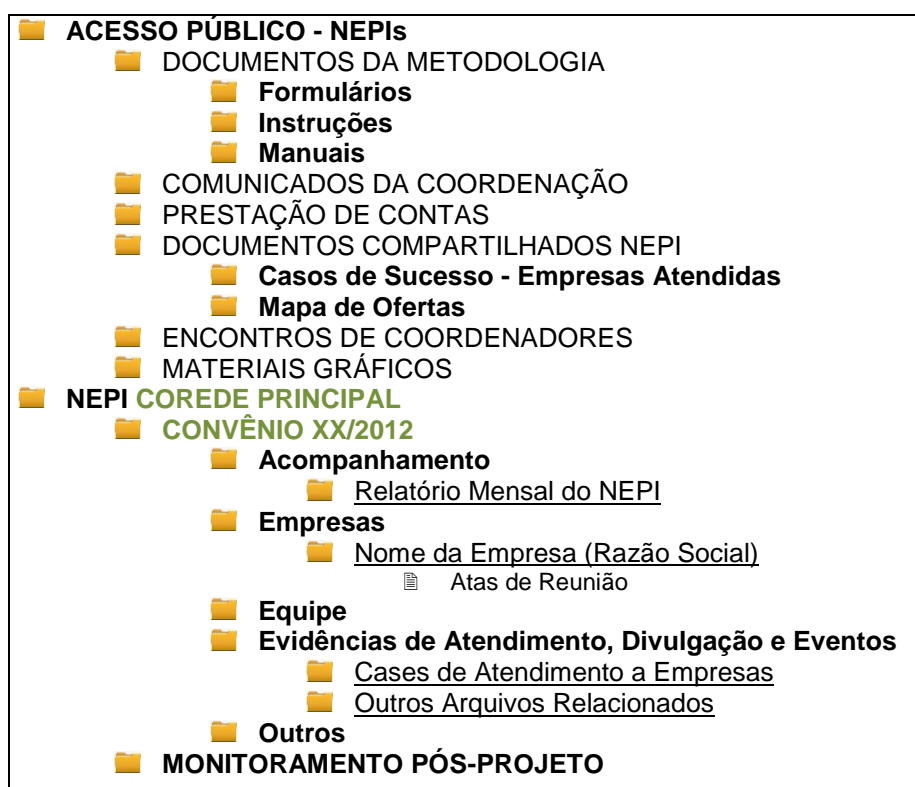 ACESSO PÚBLICO - NEPIs
DOCUMENTOS DA METODOLOGIA
Formulários
Instruções
Manuais
COMUNICADOS DA COORDENAÇÃO
PRESTAÇÃO DE CONTAS
DOCUMENTOS COMPARTILHADOS NEPI
Casos de Sucesso - Empresas Atendidas
Mapa de Ofertas
ENCONTROS DE COORDENADORES
MATERIAIS GRÁFICOS
NEPI COREDE PRINCIPAL
CONVÊNIO XX/2012
Acompanhamento
Relatório Mensal do NEPI
Empresas
Nome da Empresa (Razão Social)
Atas de Reunião
Equipe
Evidências de Atendimento, Divulgação e Eventos
Cases de Atendimento a Empresas
Outros Arquivos Relacionados
Outros
MONITORAMENTO PÓS-PROJETO